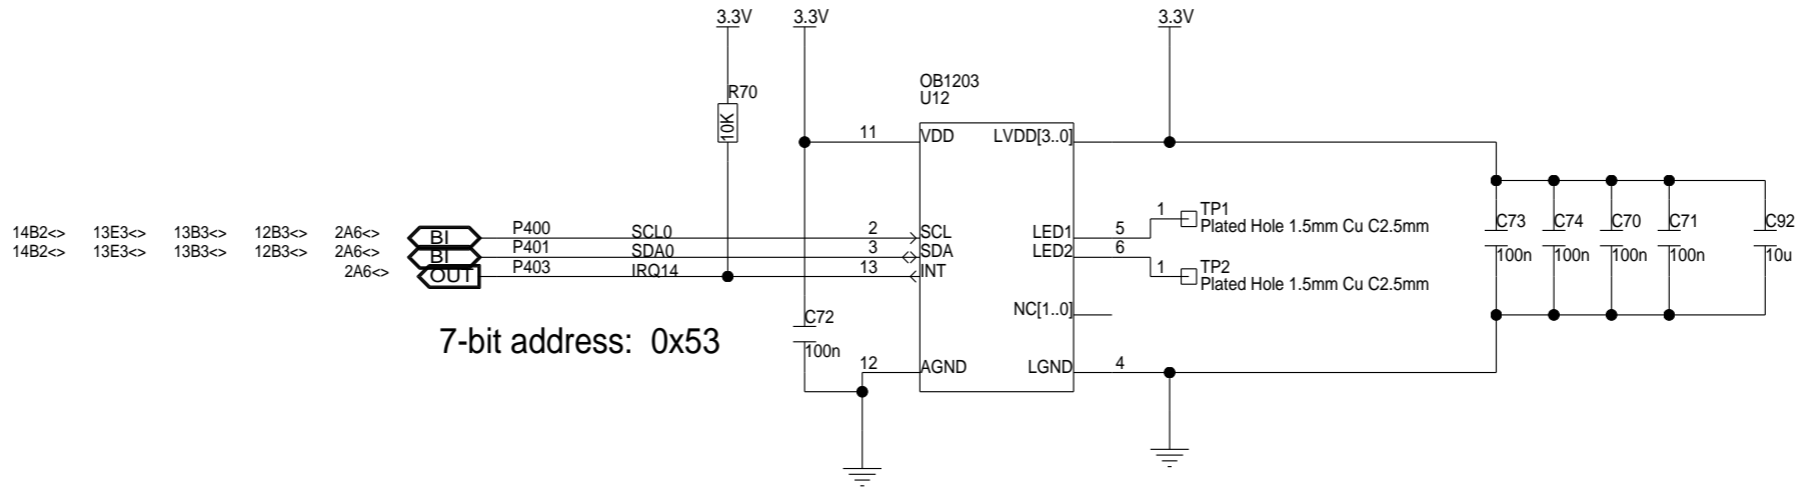 3.3V 3.3V 3.3V
OB1203
U12
R70
10K
11 VDD LVDD[3..0]
14B2<> 13E3<> 13B3<> 12B3<> 2A6<> BI P400 SCL0 2 SCL LED1 5 1 TP1
Plated Hole 1.5mm Cu C2.5mm
14B2<> 13E3<> 13B3<> 12B3<> 2A6<> BI P401 SDA0 3 SDA LED2 6
2A6<> OUT P403 IRQ14 13 INT 1 TP2
Plated Hole 1.5mm Cu C2.5mm
C73 C74 C70 C71 C92
100n 100n 100n 100n 10u
NC[1..0]
C72
100n
7-bit address: 0x53
12 AGND LGND 4